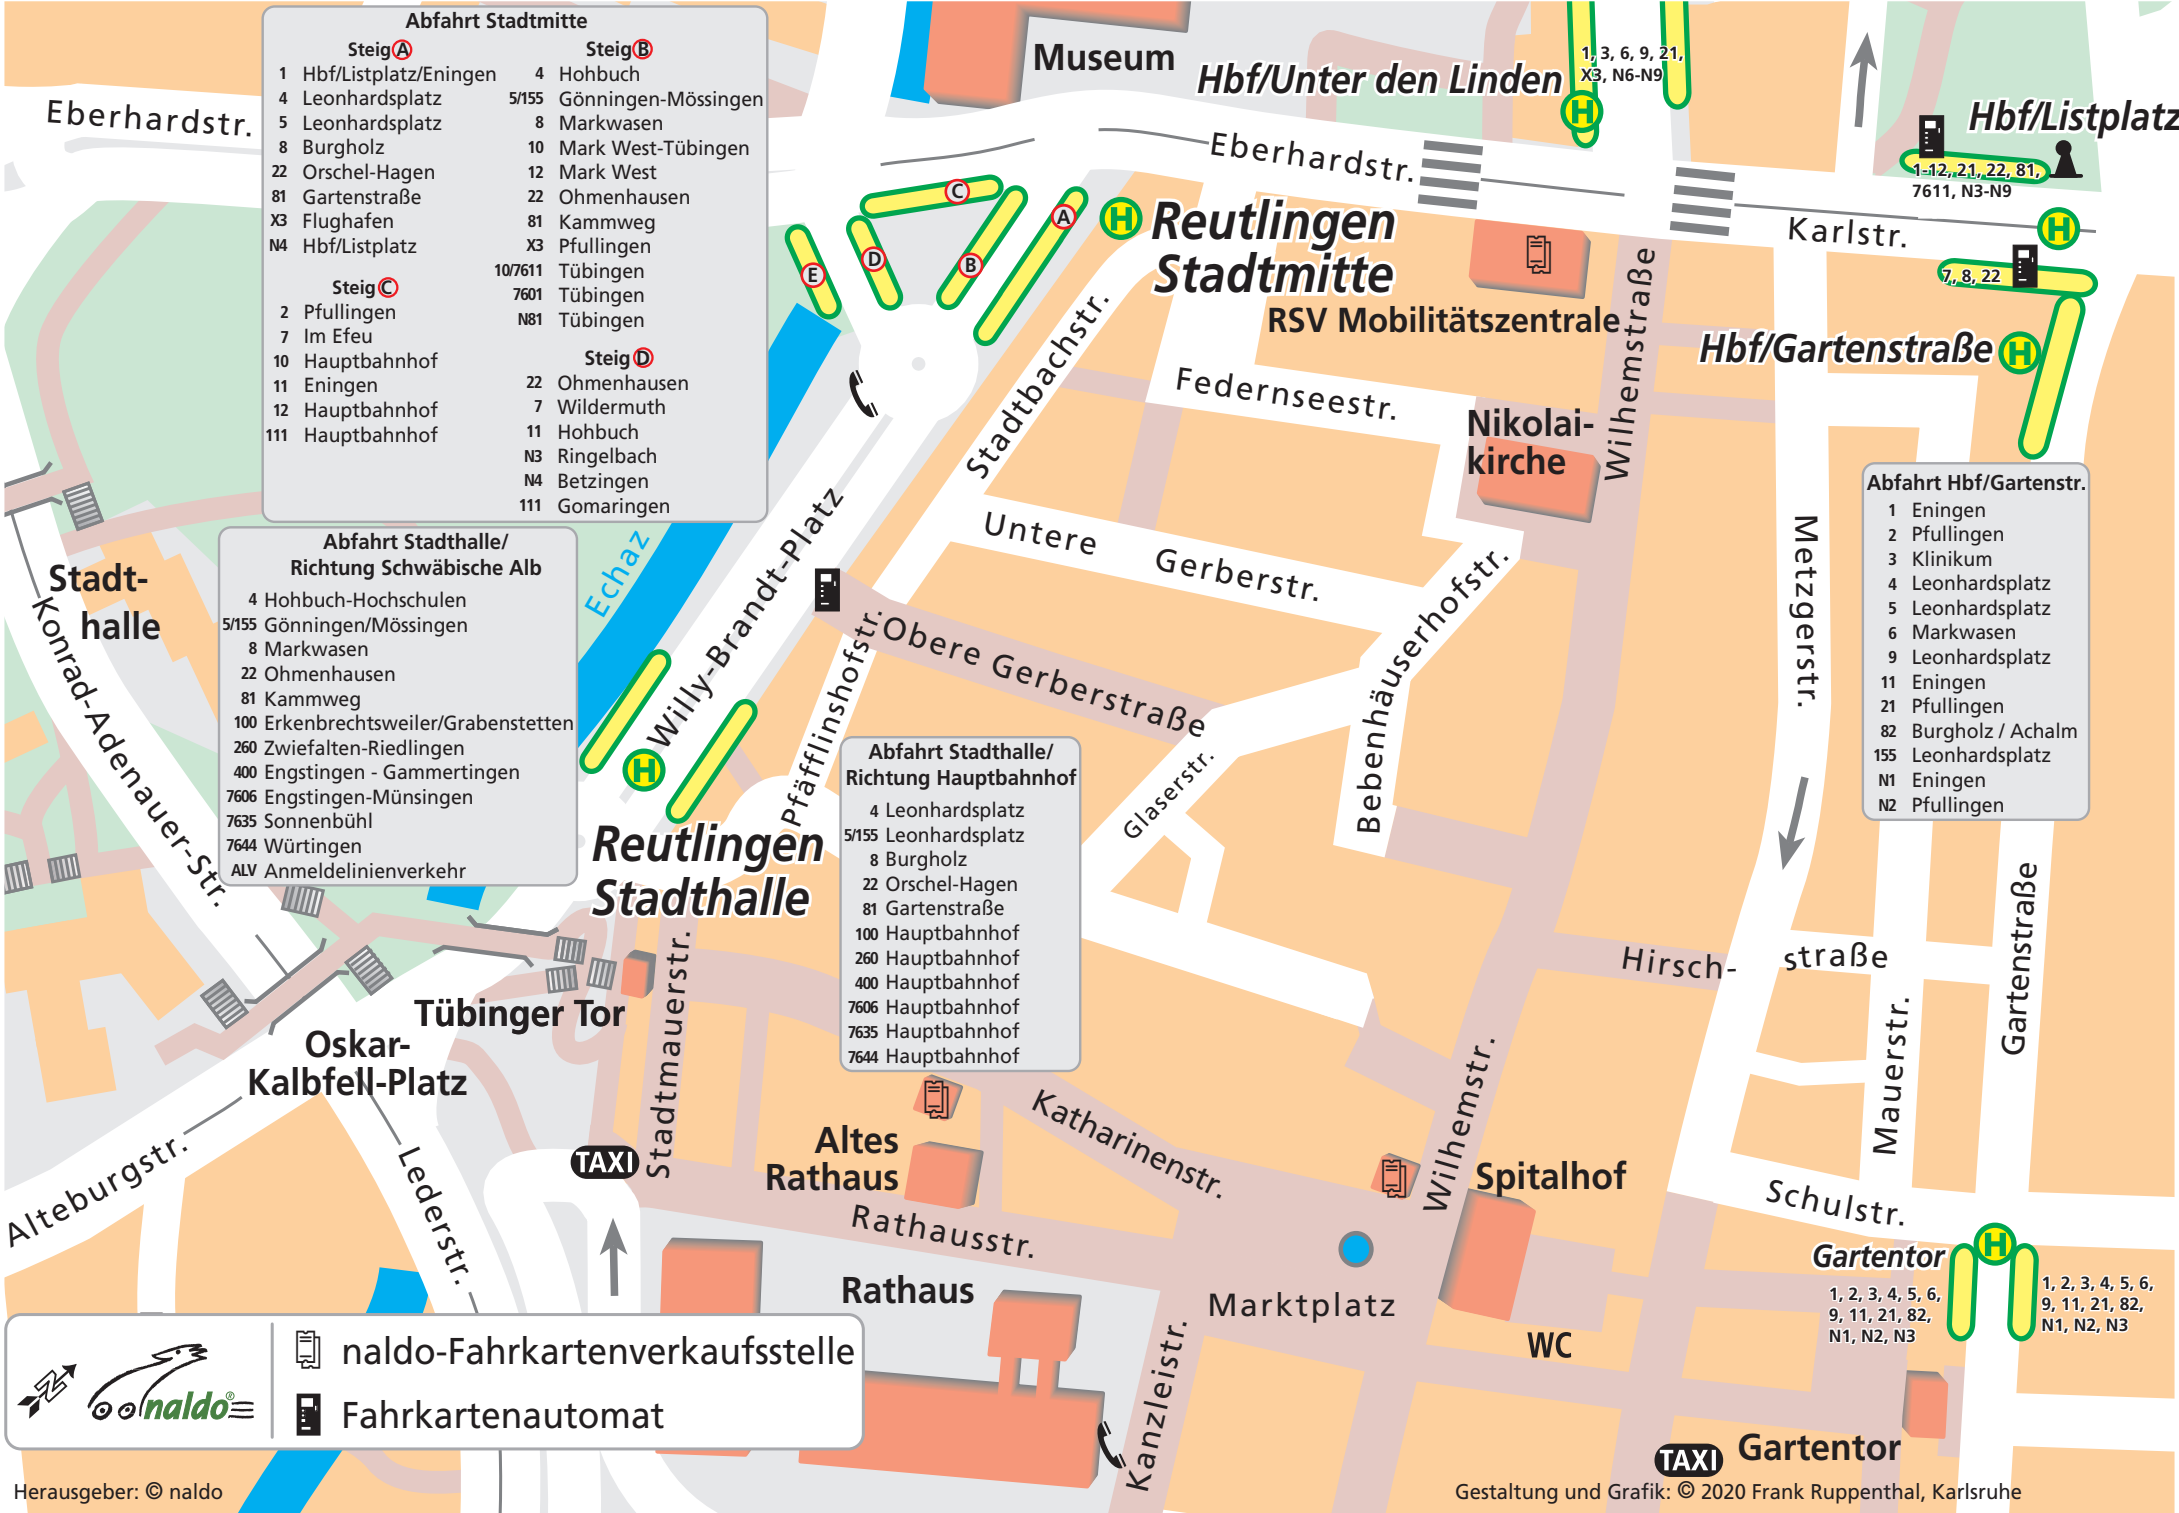 Abfahrt Stadtmitte
Steig A
1 Hbf/Listplatz/Eningen
4 Leonhardsplatz
5 Leonhardsplatz
8 Burgholz
22 Orschel-Hagen
81 Gartenstraße
X3 Flughafen
N4 Hbf/Listplatz
Steig C
2 Pfullingen
7 Im Efeu
10 Hauptbahnhof
11 Eningen
12 Hauptbahnhof
111 Hauptbahnhof
Steig B
4 Hohbuch
5/155 Gönningen-Mössingen
8 Markwasen
10 Mark West-Tübingen
12 Mark West
22 Ohmenhausen
81 Kammweg
X3 Pfullingen
10/7611 Tübingen
7601 Tübingen
N81 Tübingen
Steig D
22 Ohmenhausen
7 Wildermuth
11 Hohbuch
N3 Ringelbach
N4 Betzingen
111 Gomaringen
Eberhardstr.
Museum
Hbf/Unter den Linden
1, 3, 6, 9, 21,
X3, N6-N9
H
Hbf/Listplatz
1-12, 21, 22, 81,
7611, N3-N9
Eberhardstr.
Karlstr.
H
7, 8, 22
Hbf/Gartenstraße
H
C
A
D
B
E
H
Reutlingen
Stadtmitte
RSV Mobilitätszentrale
Wilhemstraße
Stadtbachstr.
Federnseestr.
Nikolai-
kirche
Abfahrt Hbf/Gartenstr.
1 Eningen
2 Pfullingen
3 Klinikum
4 Leonhardsplatz
5 Leonhardsplatz
6 Markwasen
9 Leonhardsplatz
11 Eningen
21 Pfullingen
82 Burgholz / Achalm
155 Leonhardsplatz
N1 Eningen
N2 Pfullingen
Untere Gerberstr.
Metzgerstr.
Abfahrt Stadthalle/
Richtung Schwäbische Alb
4 Hohbuch-Hochschulen
5/155 Gönningen/Mössingen
8 Markwasen
22 Ohmenhausen
81 Kammweg
100 Erkenbrechtsweiler/Grabenstetten
260 Zwiefalten-Riedlingen
400 Engstingen - Gammertingen
7606 Engstingen-Münsingen
7635 Sonnenbühl
7644 Würtingen
ALV Anmeldelinienverkehr
Stadt-
halle
Konrad-Adenauer-Str.
Echaz
Willy-Brandt-Platz
Obere Gerberstraße
Pfäfflinshofstr.
Bebenhäuserhofstr.
Glaserstr.
H
Reutlingen
Stadthalle
Abfahrt Stadthalle/
Richtung Hauptbahnhof
4 Leonhardsplatz
5/155 Leonhardsplatz
8 Burgholz
22 Orschel-Hagen
81 Gartenstraße
100 Hauptbahnhof
260 Hauptbahnhof
400 Hauptbahnhof
7606 Hauptbahnhof
7635 Hauptbahnhof
7644 Hauptbahnhof
Hirsch- straße
Gartenstraße
Mauerstr.
Tübinger Tor
Oskar-
Kalbfell-Platz
Stadtmauerstr.
Alteburgstr.
Lederstr.
TAXI
Altes
Rathaus
Katharinenstr.
Wilhemstr.
Spitalhof
Schulstr.
Rathausstr.
Rathaus
Marktplatz
Kanzleistr.
WC
Gartentor
H
1, 2, 3, 4, 5, 6,
9, 11, 21, 82,
N1, N2, N3
1, 2, 3, 4, 5, 6,
9, 11, 21, 82,
N1, N2, N3
TAXI
Gartentor
N
naldo®
naldo-Fahrkartenverkaufsstelle
Fahrkartenautomat
Herausgeber: © naldo
Gestaltung und Grafik: © 2020 Frank Ruppenthal, Karlsruhe